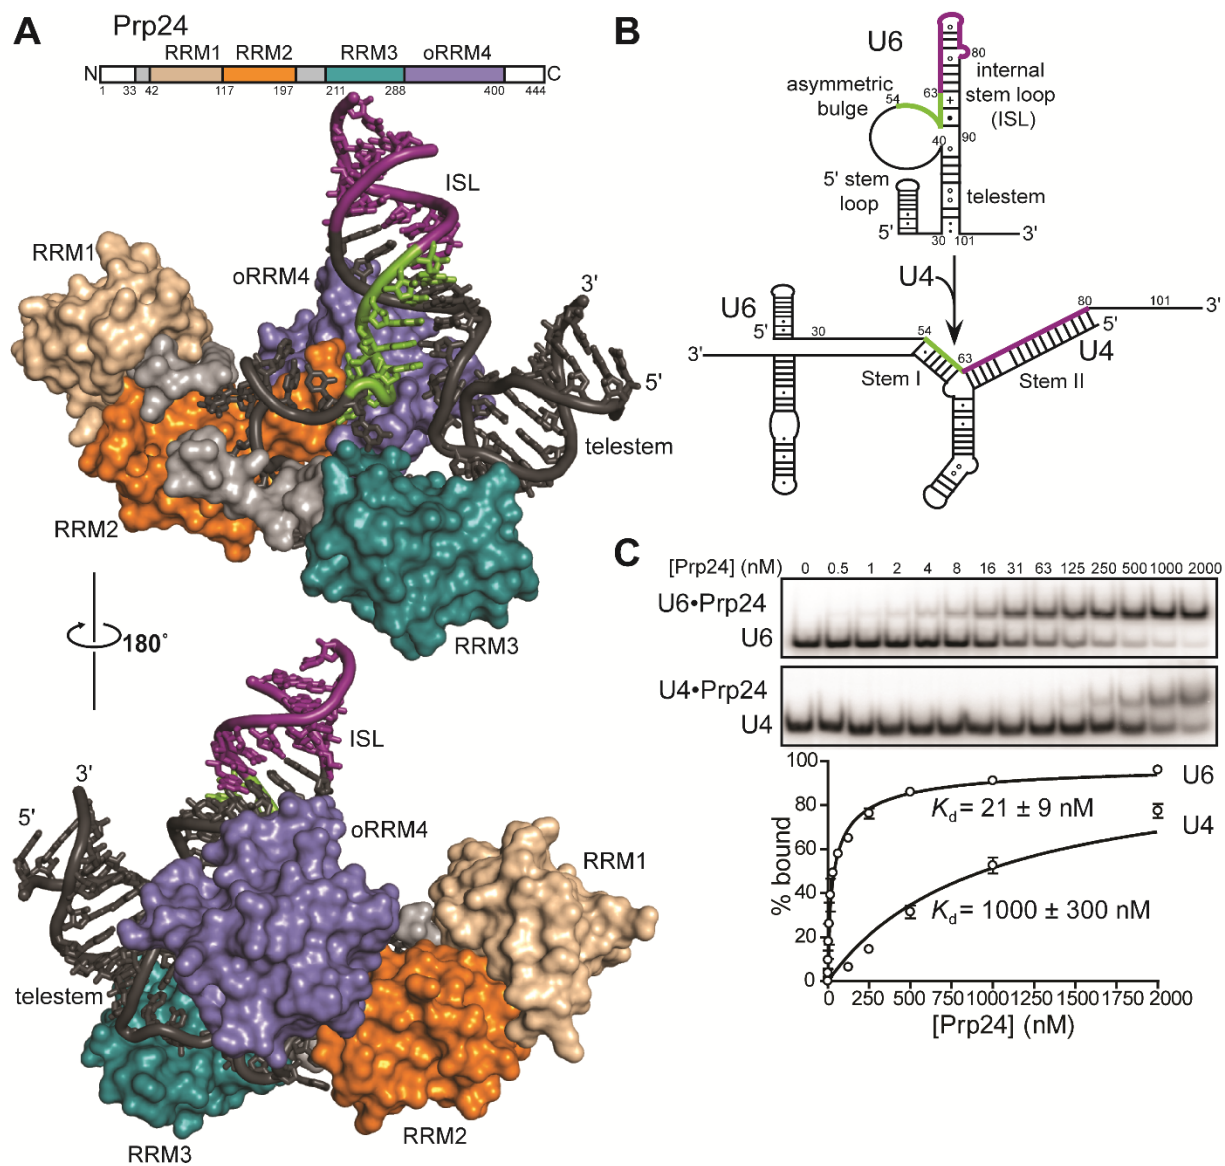 A
Prp24
RRM1 RRM2 RRM3 oRRM4
N C
1 33 42 117 197 211 288 400 444
ISL
RRM1
oRRM4
3'
5'
telestem
RRM2
RRM3
180°
ISL
3'
5'
oRRM4
RRM1
telestem
RRM2
RRM3
B
U6
80
internal
stem loop
(ISL)
asymmetric
bulge
54
63
40
90
5' stem
loop
telestem
5'
30
101
3'
U4
U6
5'
30
54
63
80
101
3'
5'
U4
3'
Stem I
Stem II
C
[Prp24] (nM) 0 0.5 1 2 4 8 16 31 63 125 250 500 1000 2000
U6•Prp24
U6
U4•Prp24
U4
100
80
60
40
20
0
% bound
U6
Kd = 21 ± 9 nM
U4
Kd = 1000 ± 300 nM
0 250 500 750 1000 1250 1500 1750 2000
[Prp24] (nM)